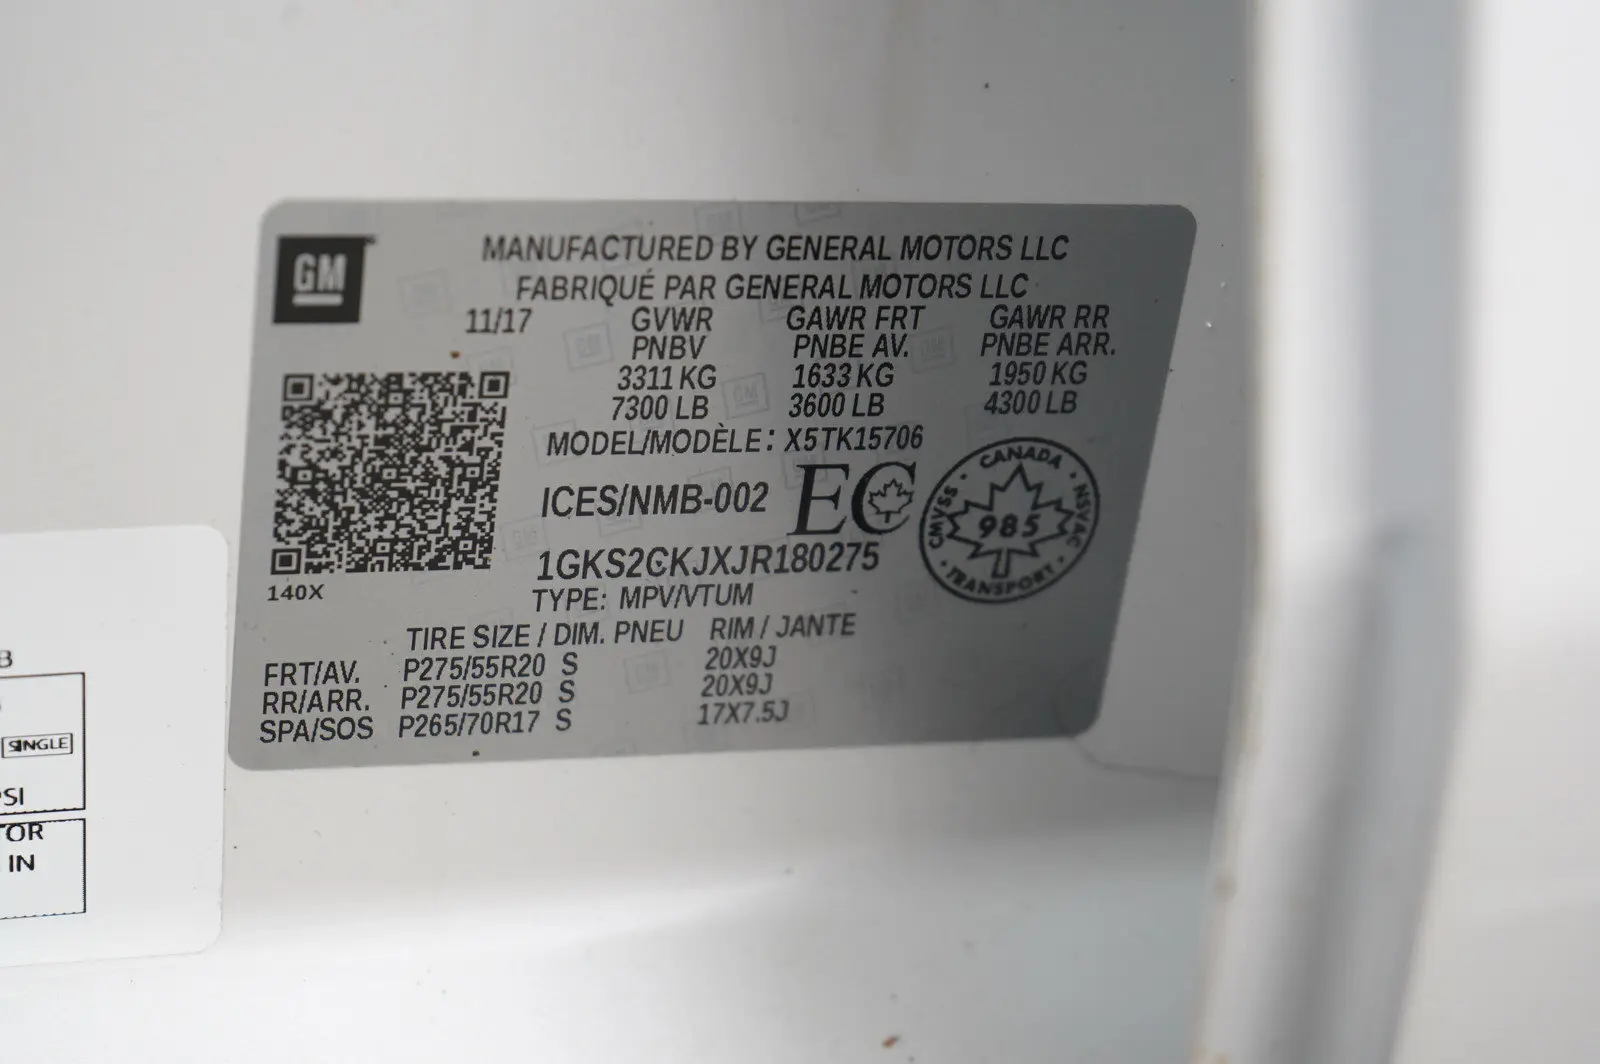 GM
MANUFACTURED BY GENERAL MOTORS LLC
FABRIQUÉ PAR GENERAL MOTORS LLC
11/17 GVWR GAWR FRT GAWR RR
PNBV PNBE AV. PNBE ARR.
3311 KG 1633 KG 1950 KG
7300 LB 3600 LB 4300 LB
MODEL/MODÈLE: X5TK15706
ICES/NMB-002 EC
CANADA
CMVSS NSVAC
985
TRANSPORT
1GKS2CKJXJR180275
140X
TYPE: MPV/VTUM
TIRE SIZE / DIM. PNEU RIM / JANTE
FRT/AV. P275/55R20 S 20X9J
RR/ARR. P275/55R20 S 20X9J
SPA/SOS P265/70R17 S 17X7.5J
SINGLE
PSI
TOR
IN